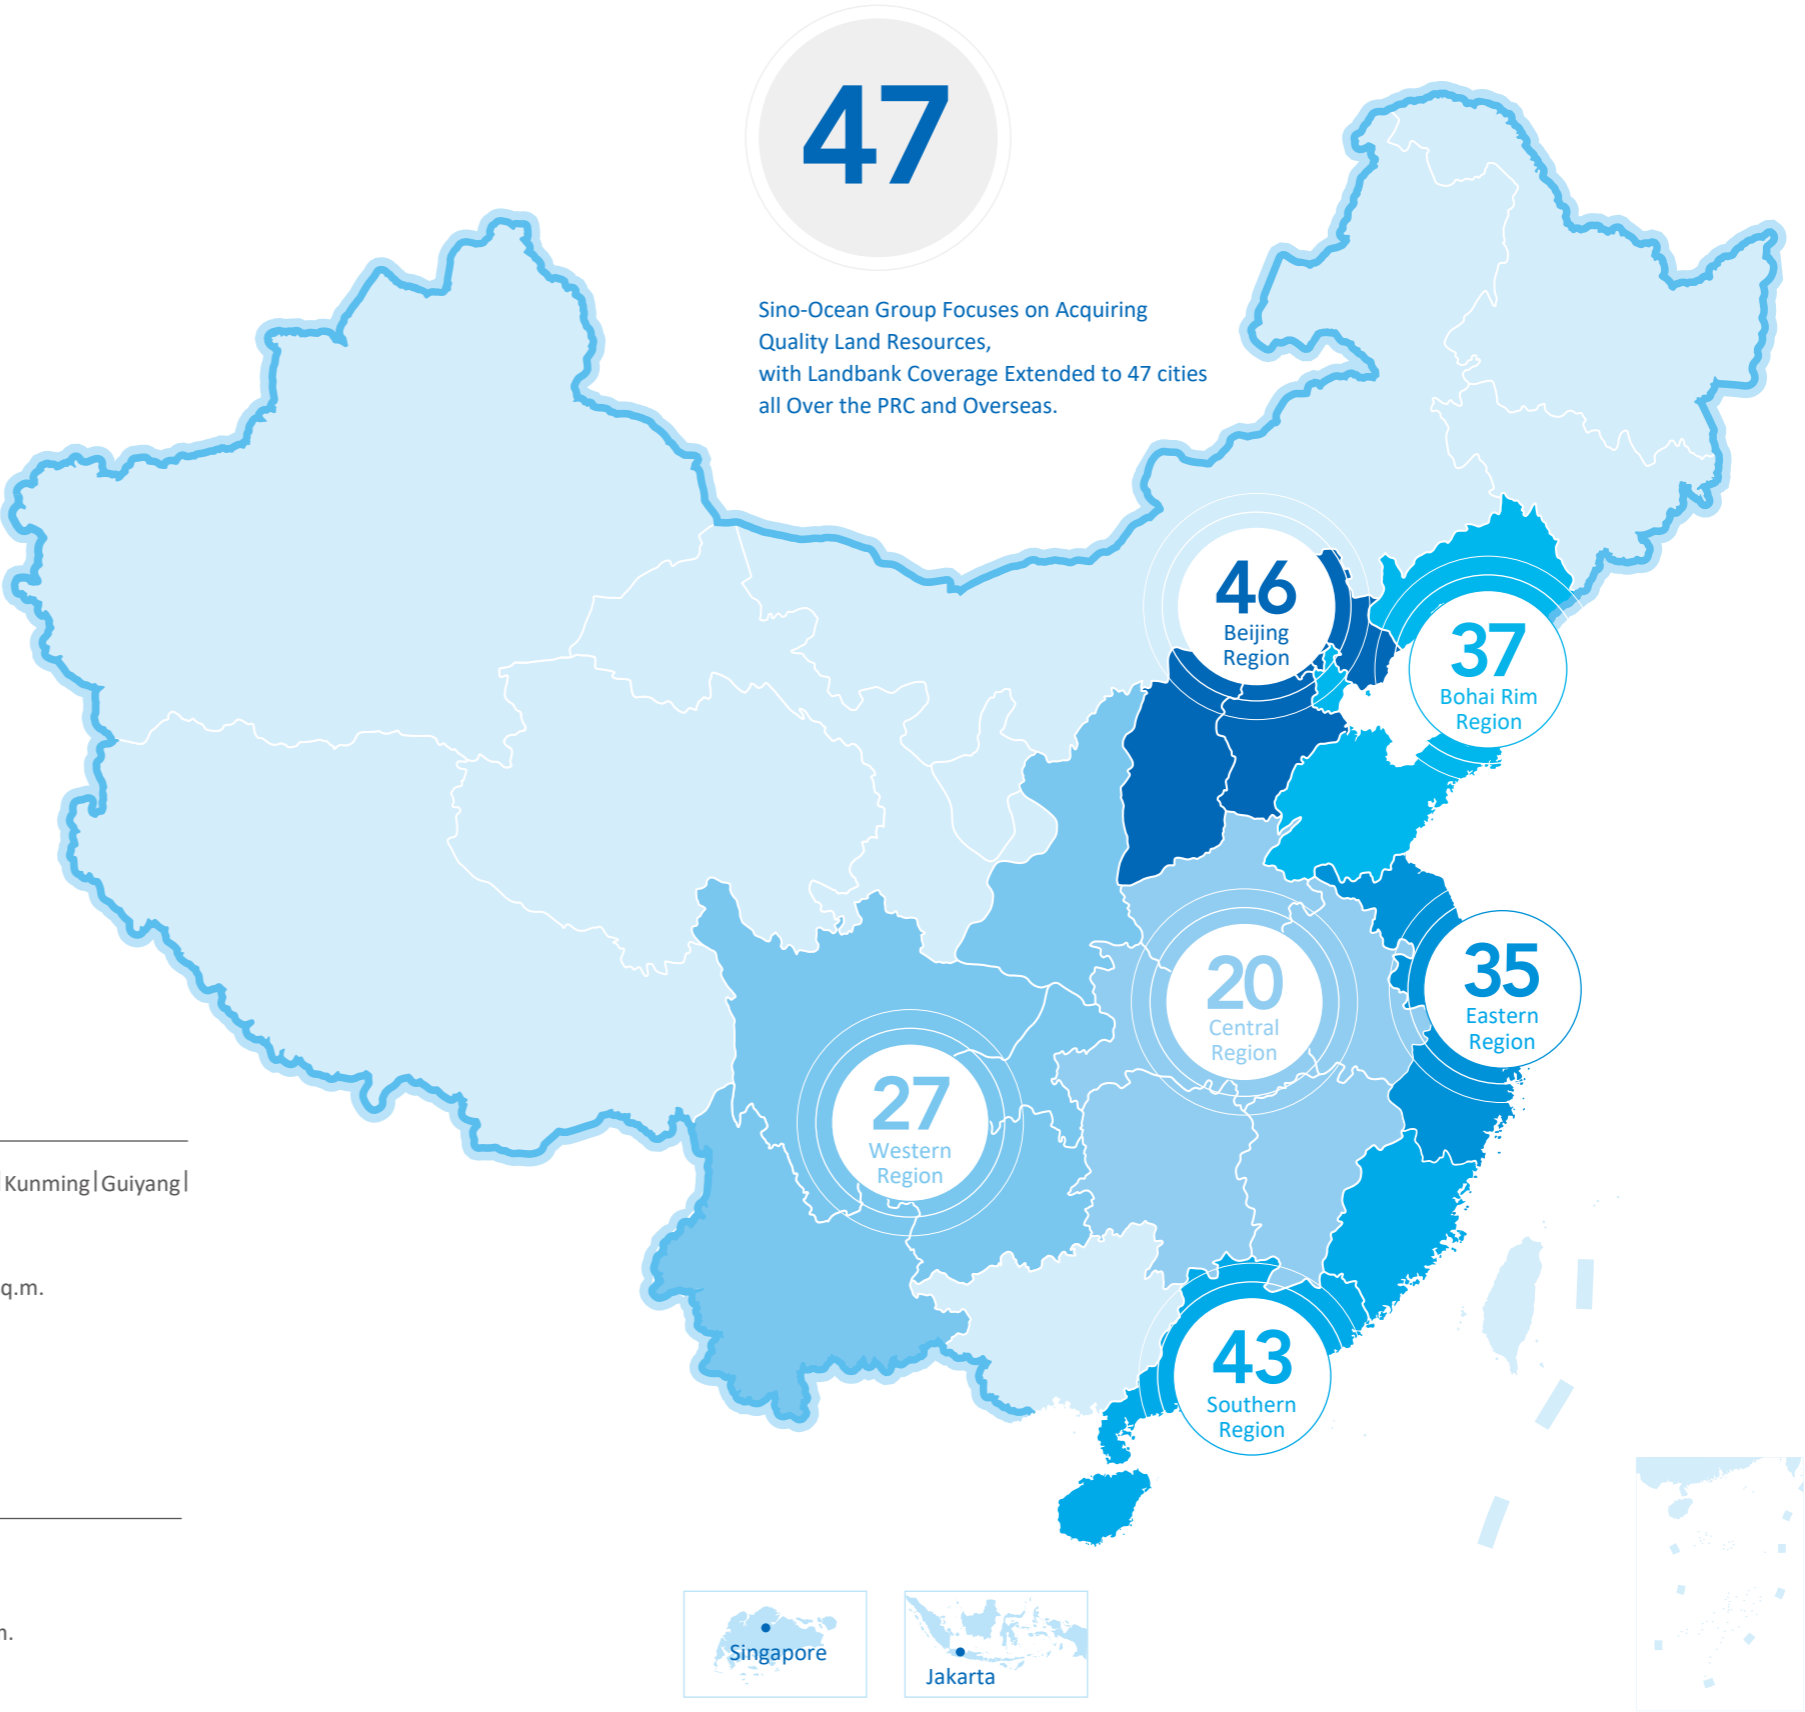 47
Sino-Ocean Group Focuses on Acquiring
Quality Land Resources,
with Landbank Coverage Extended to 47 cities
all Over the PRC and Overseas.
46
Beijing
Region
37
Bohai Rim
Region
35
Eastern
Region
20
Central
Region
27
Western
Region
Kunming|Guiyang|
q.m.
43
Southern
Region
m.
Singapore
Jakarta